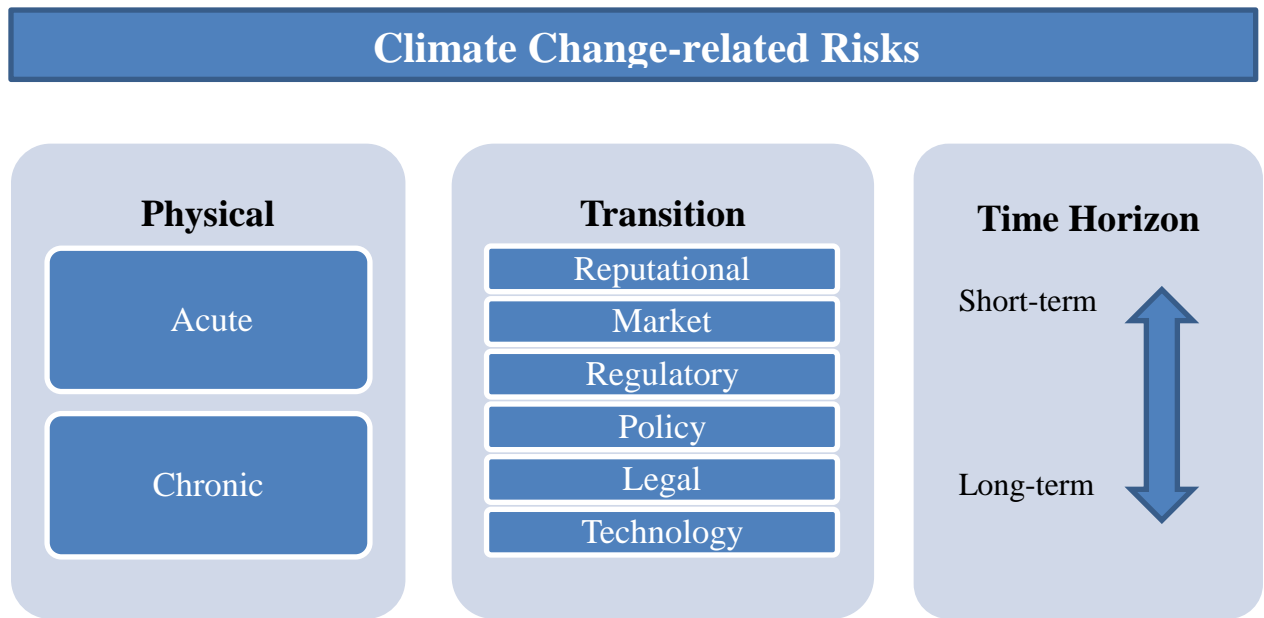 Climate Change-related Risks
Physical
Acute
Chronic
Transition
Reputational
Market
Regulatory
Policy
Legal
Technology
Time Horizon
Short-term
Long-term